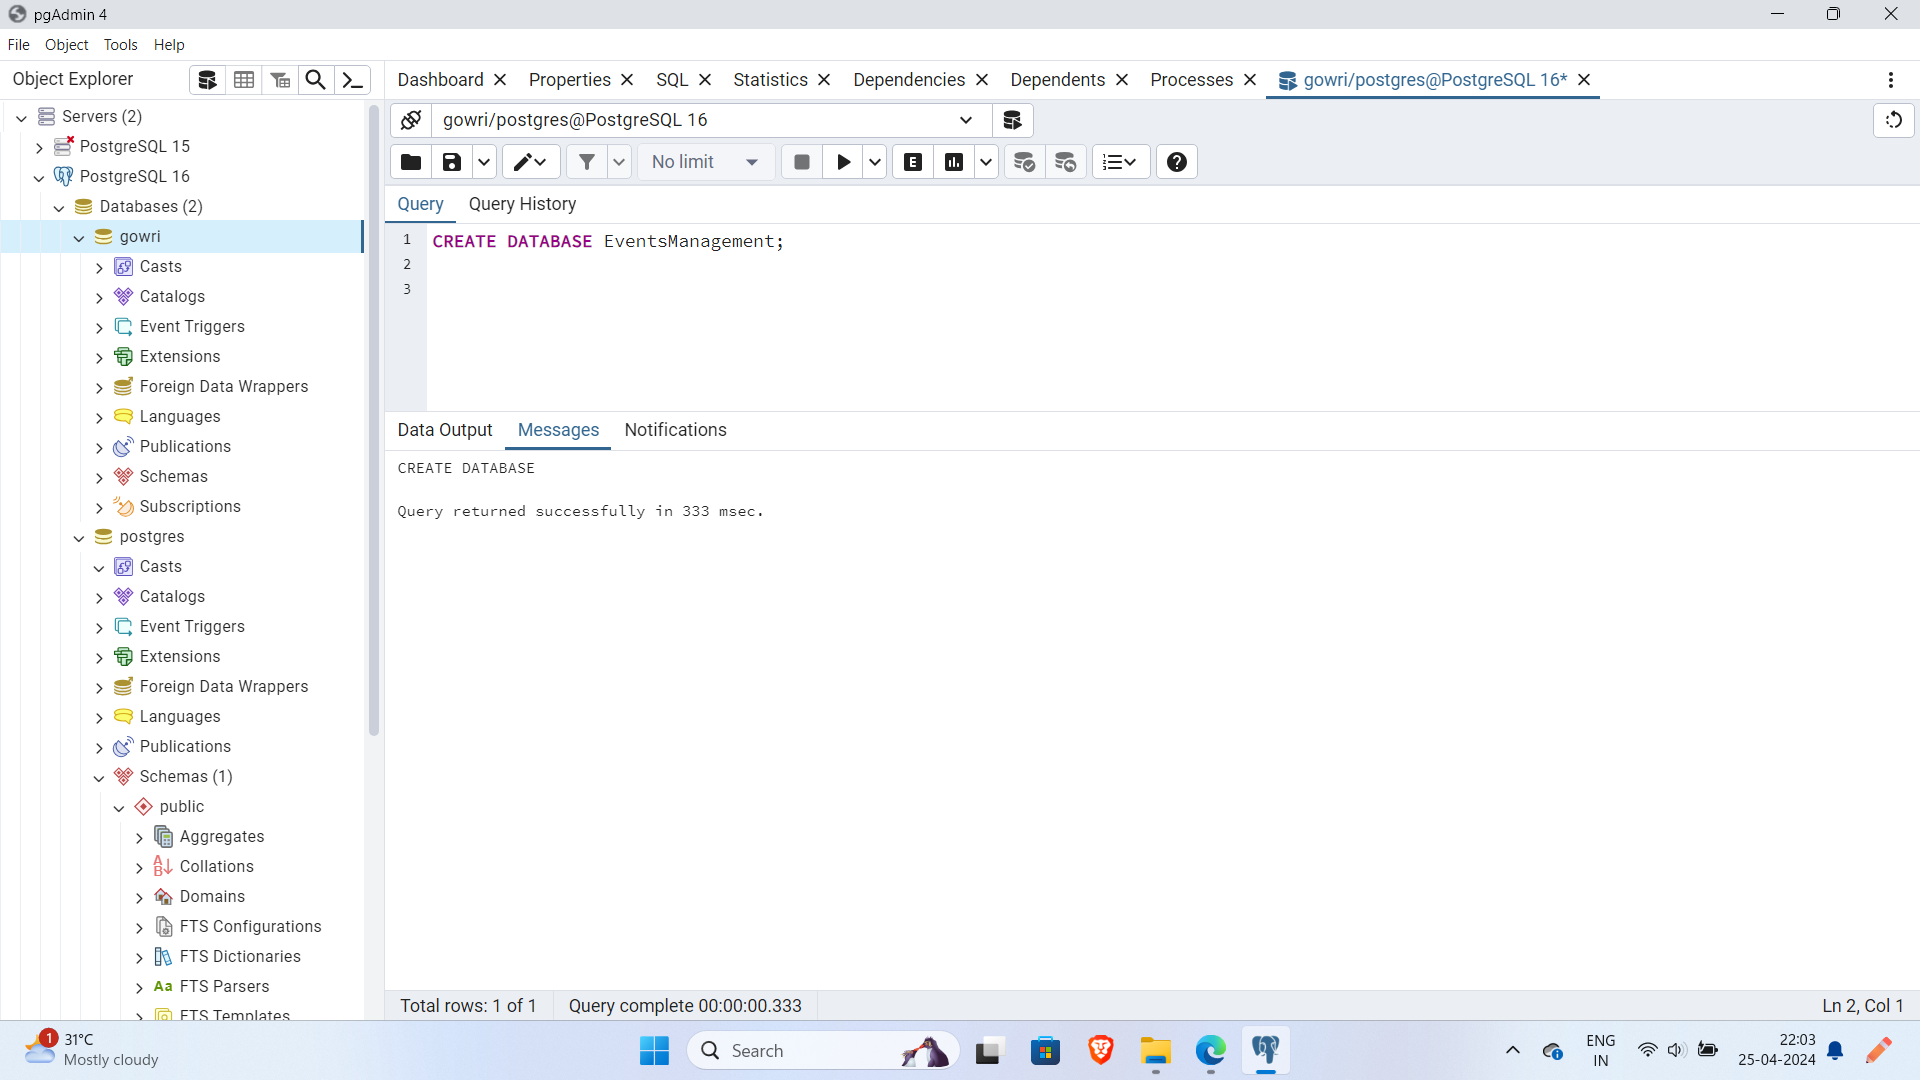 pgAdmin 4
File Object Tools Help
Object Explorer
Dashboard Properties SQL Statistics Dependencies Dependents Processes gowri/postgres@PostgreSQL 16*
Servers (2)
PostgreSQL 15
PostgreSQL 16
Databases (2)
gowri
Casts
Catalogs
Event Triggers
Extensions
Foreign Data Wrappers
Languages
Publications
Schemas
Subscriptions
postgres
Casts
Catalogs
Event Triggers
Extensions
Foreign Data Wrappers
Languages
Publications
Schemas (1)
public
Aggregates
Collations
Domains
FTS Configurations
FTS Dictionaries
Aa FTS Parsers
FTS Templates
gowri/postgres@PostgreSQL 16
No limit
E
Query Query History
1 CREATE DATABASE EventsManagement;
2
3
Data Output Messages Notifications
CREATE DATABASE
Query returned successfully in 333 msec.
Total rows: 1 of 1 Query complete 00:00:00.333 Ln 2, Col 1
1
31°C
Mostly cloudy
Search
ENG
IN
22:03
25-04-2024